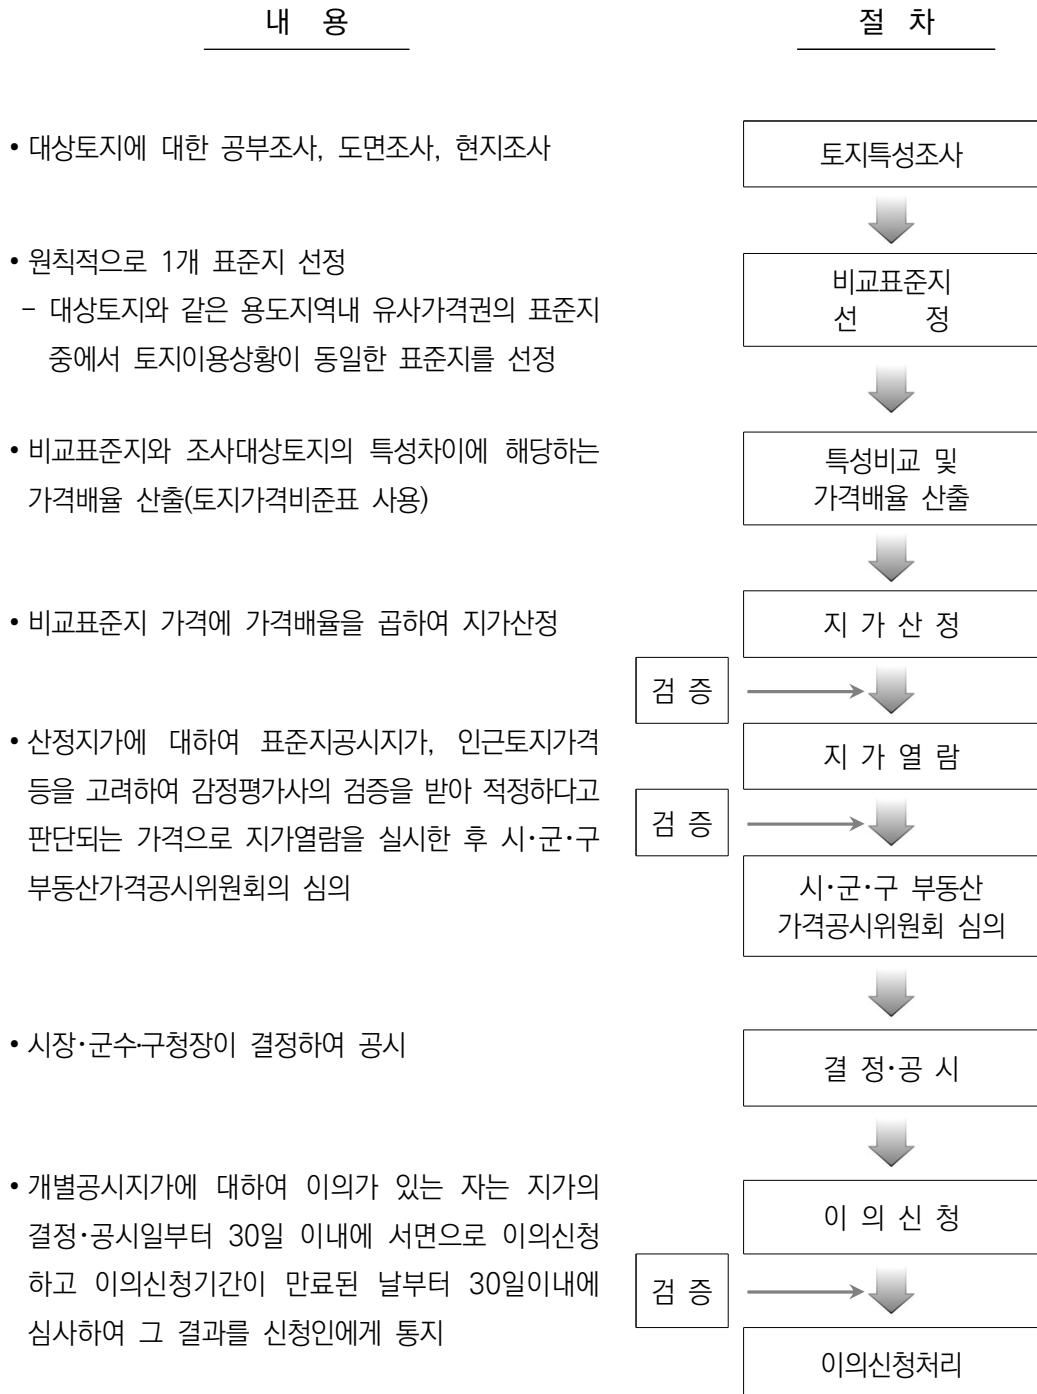 내 용
절 차
• 대상토지에 대한 공부조사, 도면조사, 현지조사
토지특성조사
• 원칙적으로 1개 표준지 선정
- 대상토지와 같은 용도지역내 유사가격권의 표준지
중에서 토지이용상황이 동일한 표준지를 선정
비교표준지
선 정
• 비교표준지와 조사대상토지의 특성차이에 해당하는
가격배율 산출(토지가격비준표 사용)
특성비교 및
가격배율 산출
• 비교표준지 가격에 가격배율을 곱하여 지가산정
지 가 산 정
검 증
• 산정지가에 대하여 표준지공시지가, 인근토지가격
등을 고려하여 감정평가사의 검증을 받아 적정하다고
판단되는 가격으로 지가열람을 실시한 후 시·군·구
부동산가격공시위원회의 심의
지 가 열 람
검 증
시·군·구 부동산
가격공시위원회 심의
• 시장·군수·구청장이 결정하여 공시
결 정·공 시
• 개별공시지가에 대하여 이의가 있는 자는 지가의
결정·공시일부터 30일 이내에 서면으로 이의신청
하고 이의신청기간이 만료된 날부터 30일이내에
심사하여 그 결과를 신청인에게 통지
이 의 신 청
검 증
이의신청처리